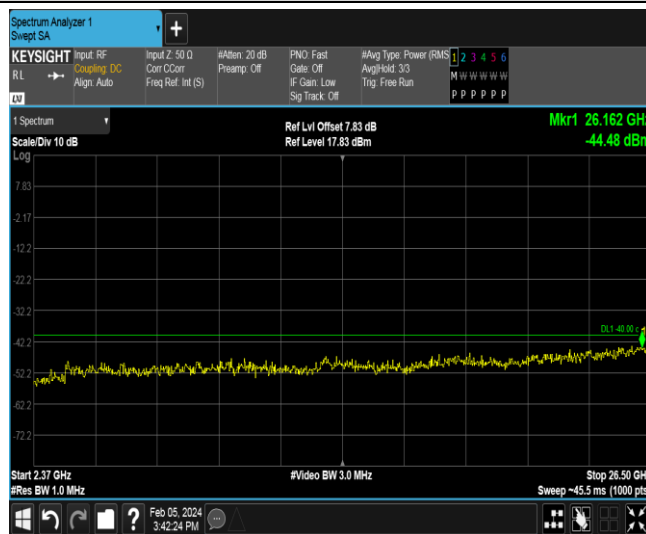 Spectrum Analyzer 1
Swept SA
+
KEYSIGHT Input: RF Input Z: 50 Ω #Atten: 20 dB PNO: Fast #Avg Type: Power (RMS 1 2 3 4 5 6
RL Coupling: DC Corr CCorr Preamp: Off Gate: Off Avg|Hold: 3/3 M W W W W W
Align: Auto Freq Ref: Int (S) IF Gain: Low Trig: Free Run
LXI Sig Track: Off P P P P P P
1 Spectrum Ref Lvl Offset 7.83 dB Mkr1 26.162 GHz
Scale/Div 10 dB Ref Level 17.83 dBm -44.48 dBm
Log
7.83
-2.17
-12.2
-22.2
-32.2
DL1 -40.00
-42.2
-52.2
-62.2
-72.2
Start 2.37 GHz #Video BW 3.0 MHz Stop 26.50 GH
#Res BW 1.0 MHz Sweep ~45.5 ms (1000 pts
? Feb 05, 2024
3:42:24 PM